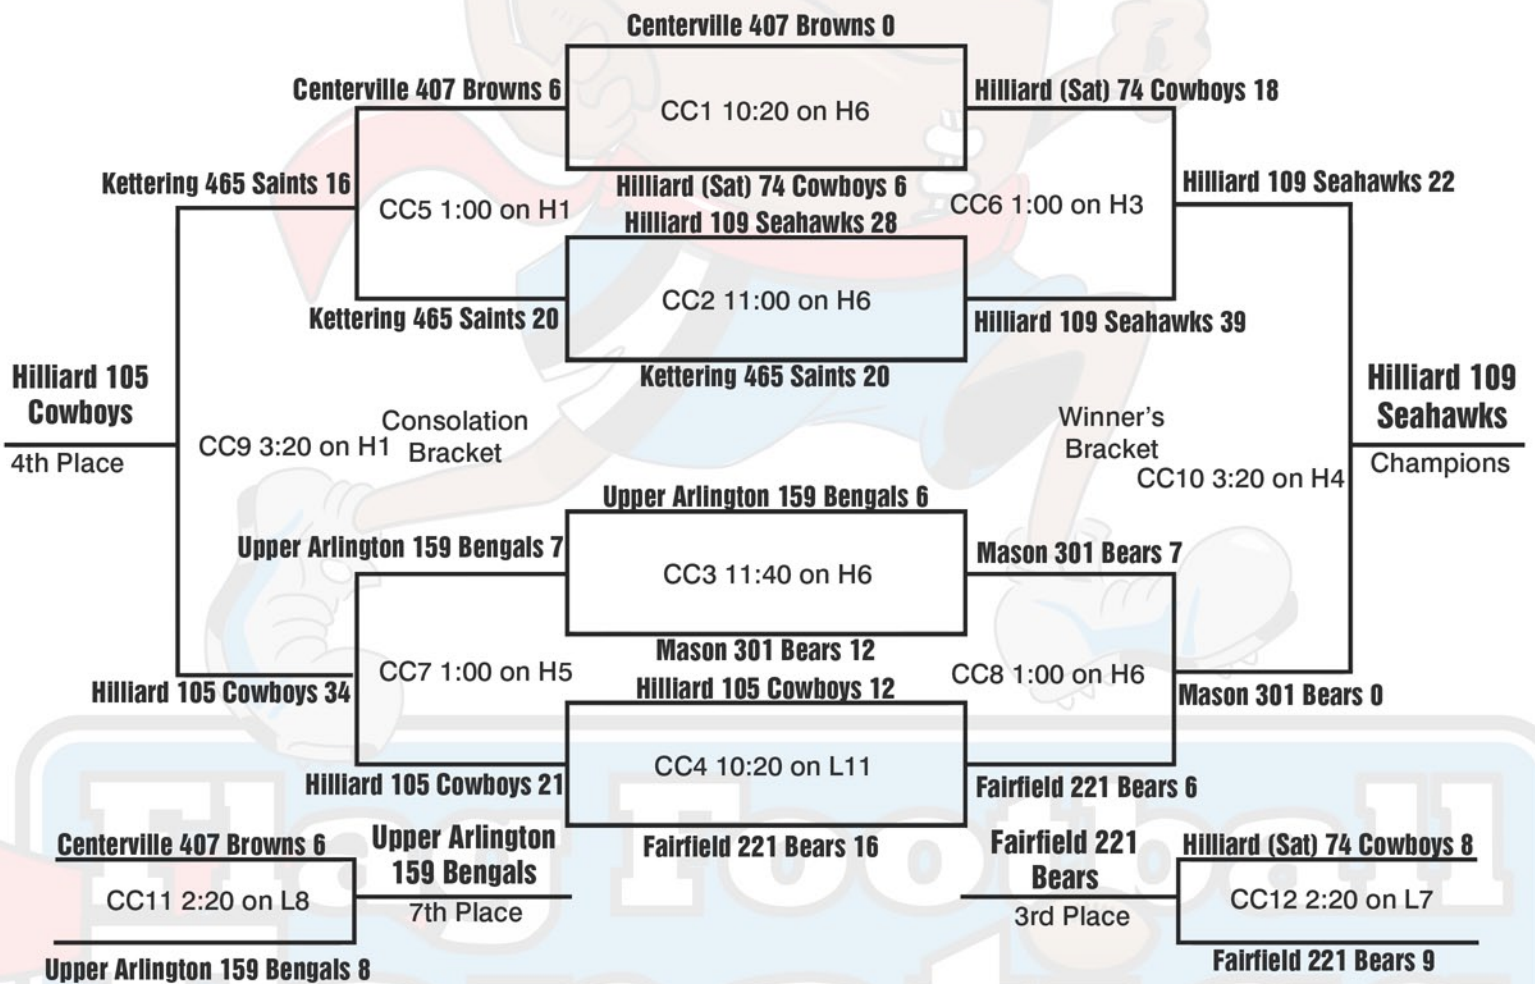 Centerville 407 Browns 0
Centerville 407 Browns 6
Hilliard (Sat) 74 Cowboys 18
CC1 10:20 on H6
Kettering 465 Saints 16
Hilliard (Sat) 74 Cowboys 6
Hilliard 109 Seahawks 22
CC5 1:00 on H1
CC6 1:00 on H3
Hilliard 109 Seahawks 28
CC2 11:00 on H6
Kettering 465 Saints 20
Hilliard 109 Seahawks 39
Kettering 465 Saints 20
Hilliard 105
Cowboys
4th Place
CC9 3:20 on H1
Consolation
Bracket
Winner's
Bracket
CC10 3:20 on H4
Hilliard 109
Seahawks
Champions
Upper Arlington 159 Bengals 6
Upper Arlington 159 Bengals 7
Mason 301 Bears 7
CC3 11:40 on H6
Mason 301 Bears 12
CC7 1:00 on H5
CC8 1:00 on H6
Hilliard 105 Cowboys 34
Hilliard 105 Cowboys 12
Mason 301 Bears 0
CC4 10:20 on L11
Hilliard 105 Cowboys 21
Fairfield 221 Bears 6
Fairfield 221 Bears 16
Centerville 407 Browns 6
CC11 2:20 on L8
Upper Arlington 159 Bengals 8
Upper Arlington
159 Bengals
7th Place
Fairfield 221
Bears
3rd Place
Hilliard (Sat) 74 Cowboys 8
CC12 2:20 on L7
Fairfield 221 Bears 9
Flag Football